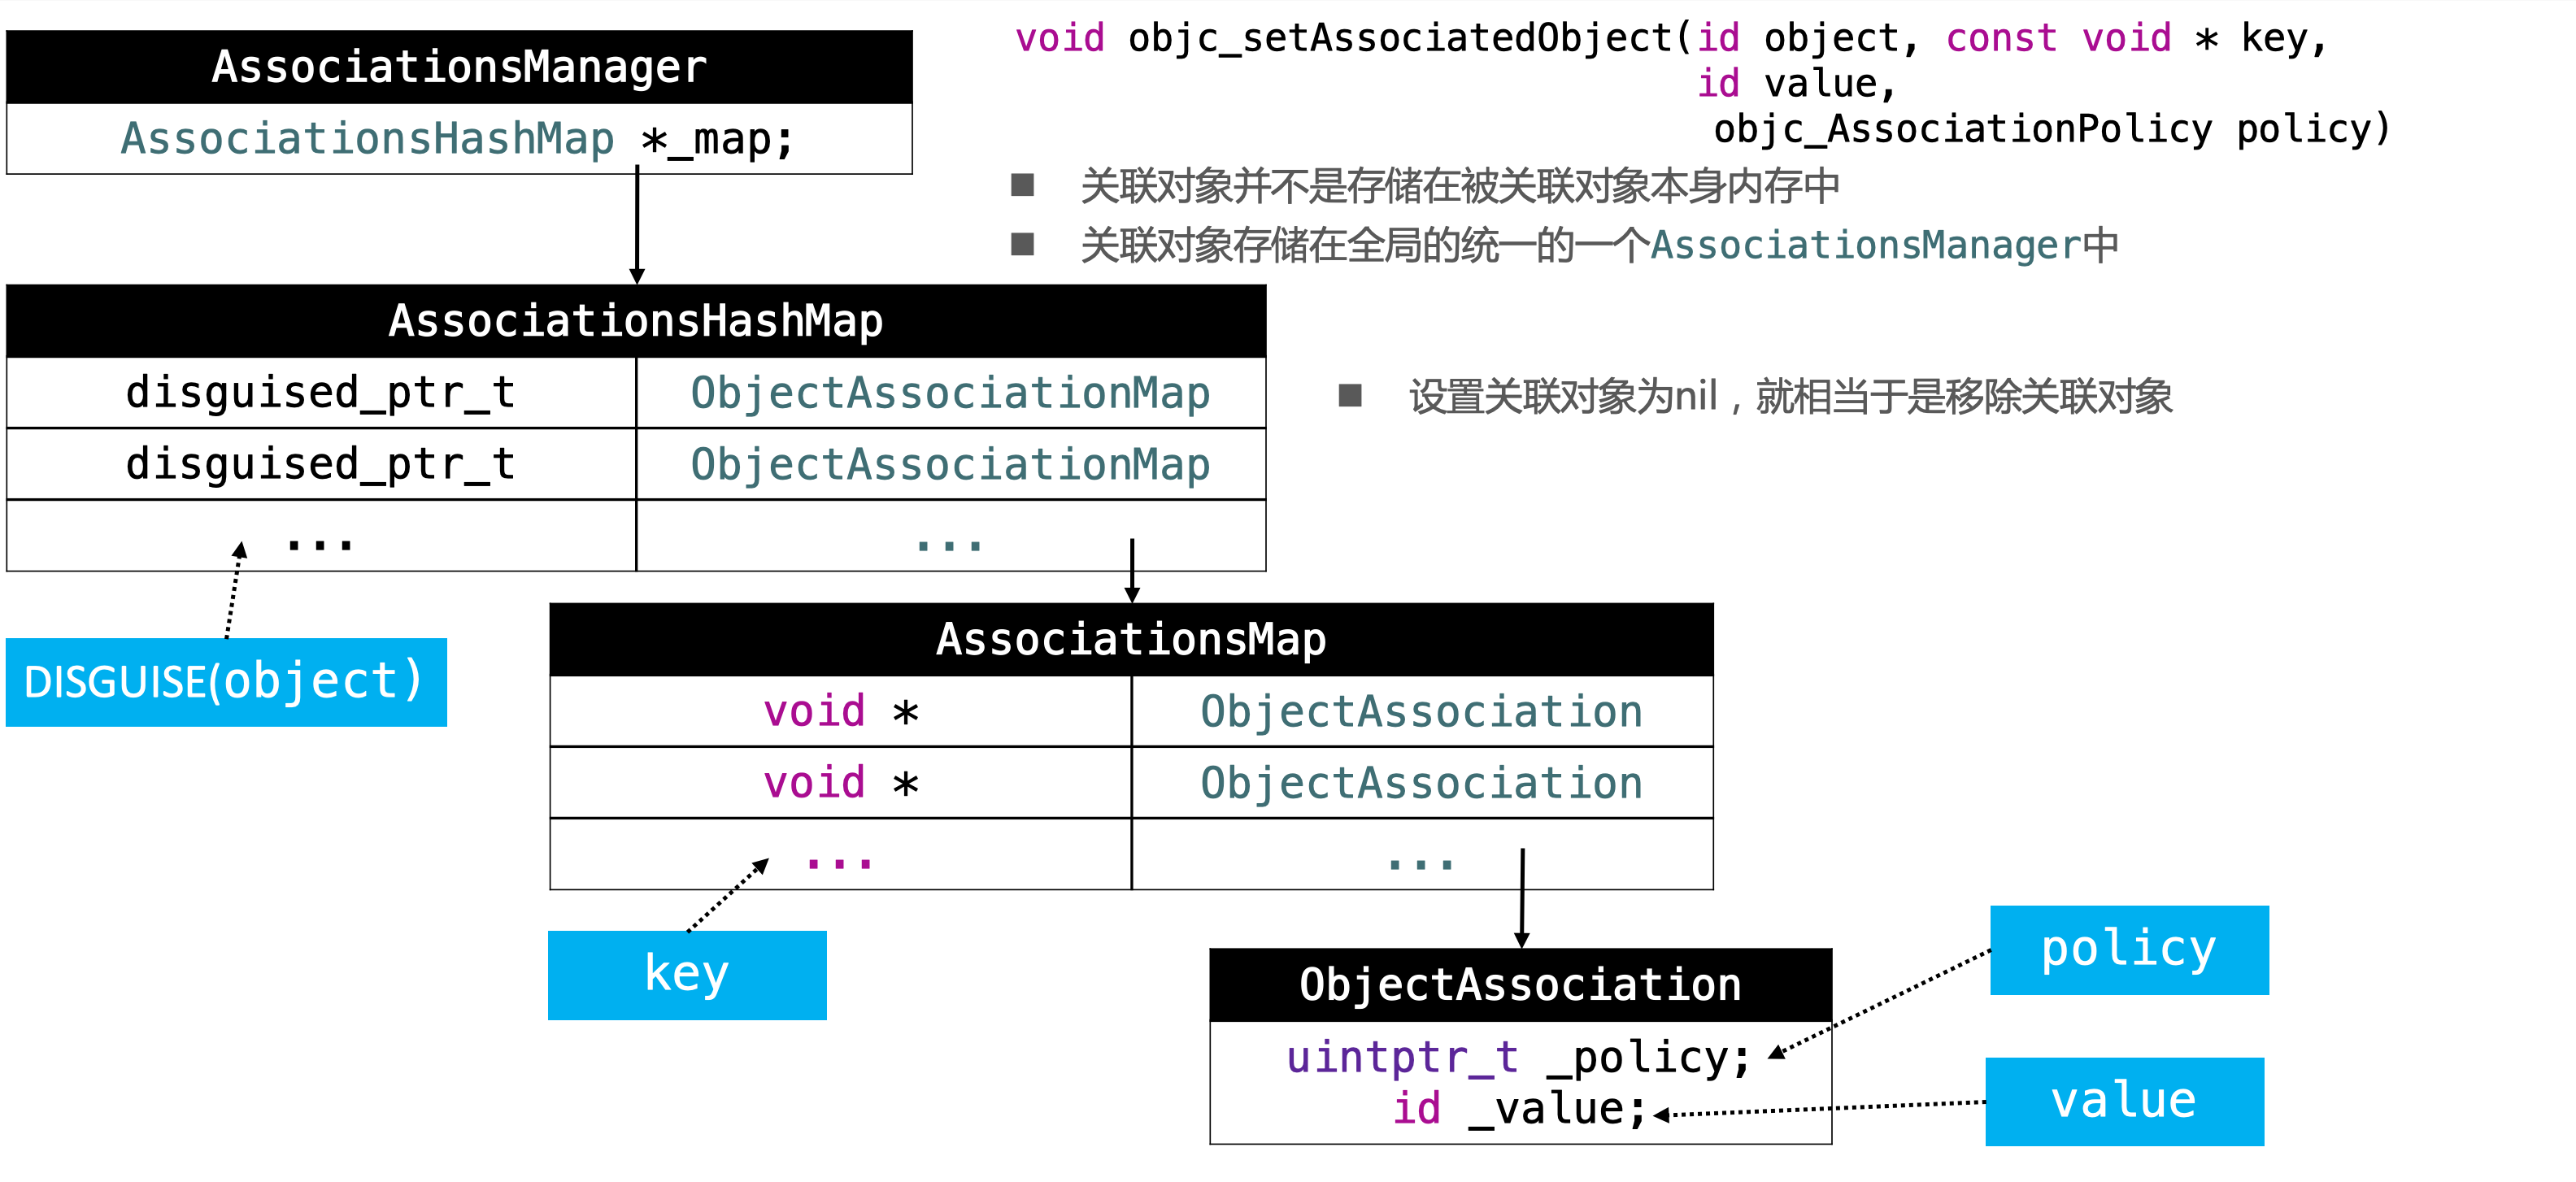 AssociationsManager
AssociationsHashMap *_map;
void objc_setAssociatedObject(id object, const void * key,
id value,
objc_AssociationPolicy policy)
■ 关联对象并不是存储在被关联对象本身内存中
■ 关联对象存储在全局的统一的一个AssociationsManager中
AssociationsHashMap
disguised_ptr_t ObjectAssociationMap
disguised_ptr_t ObjectAssociationMap
... ...
■ 设置关联对象为nil，就相当于是移除关联对象
DISGUISE(object)
AssociationsMap
void * ObjectAssociation
void * ObjectAssociation
... ...
key
ObjectAssociation
uintptr_t _policy;
id _value;
policy
value